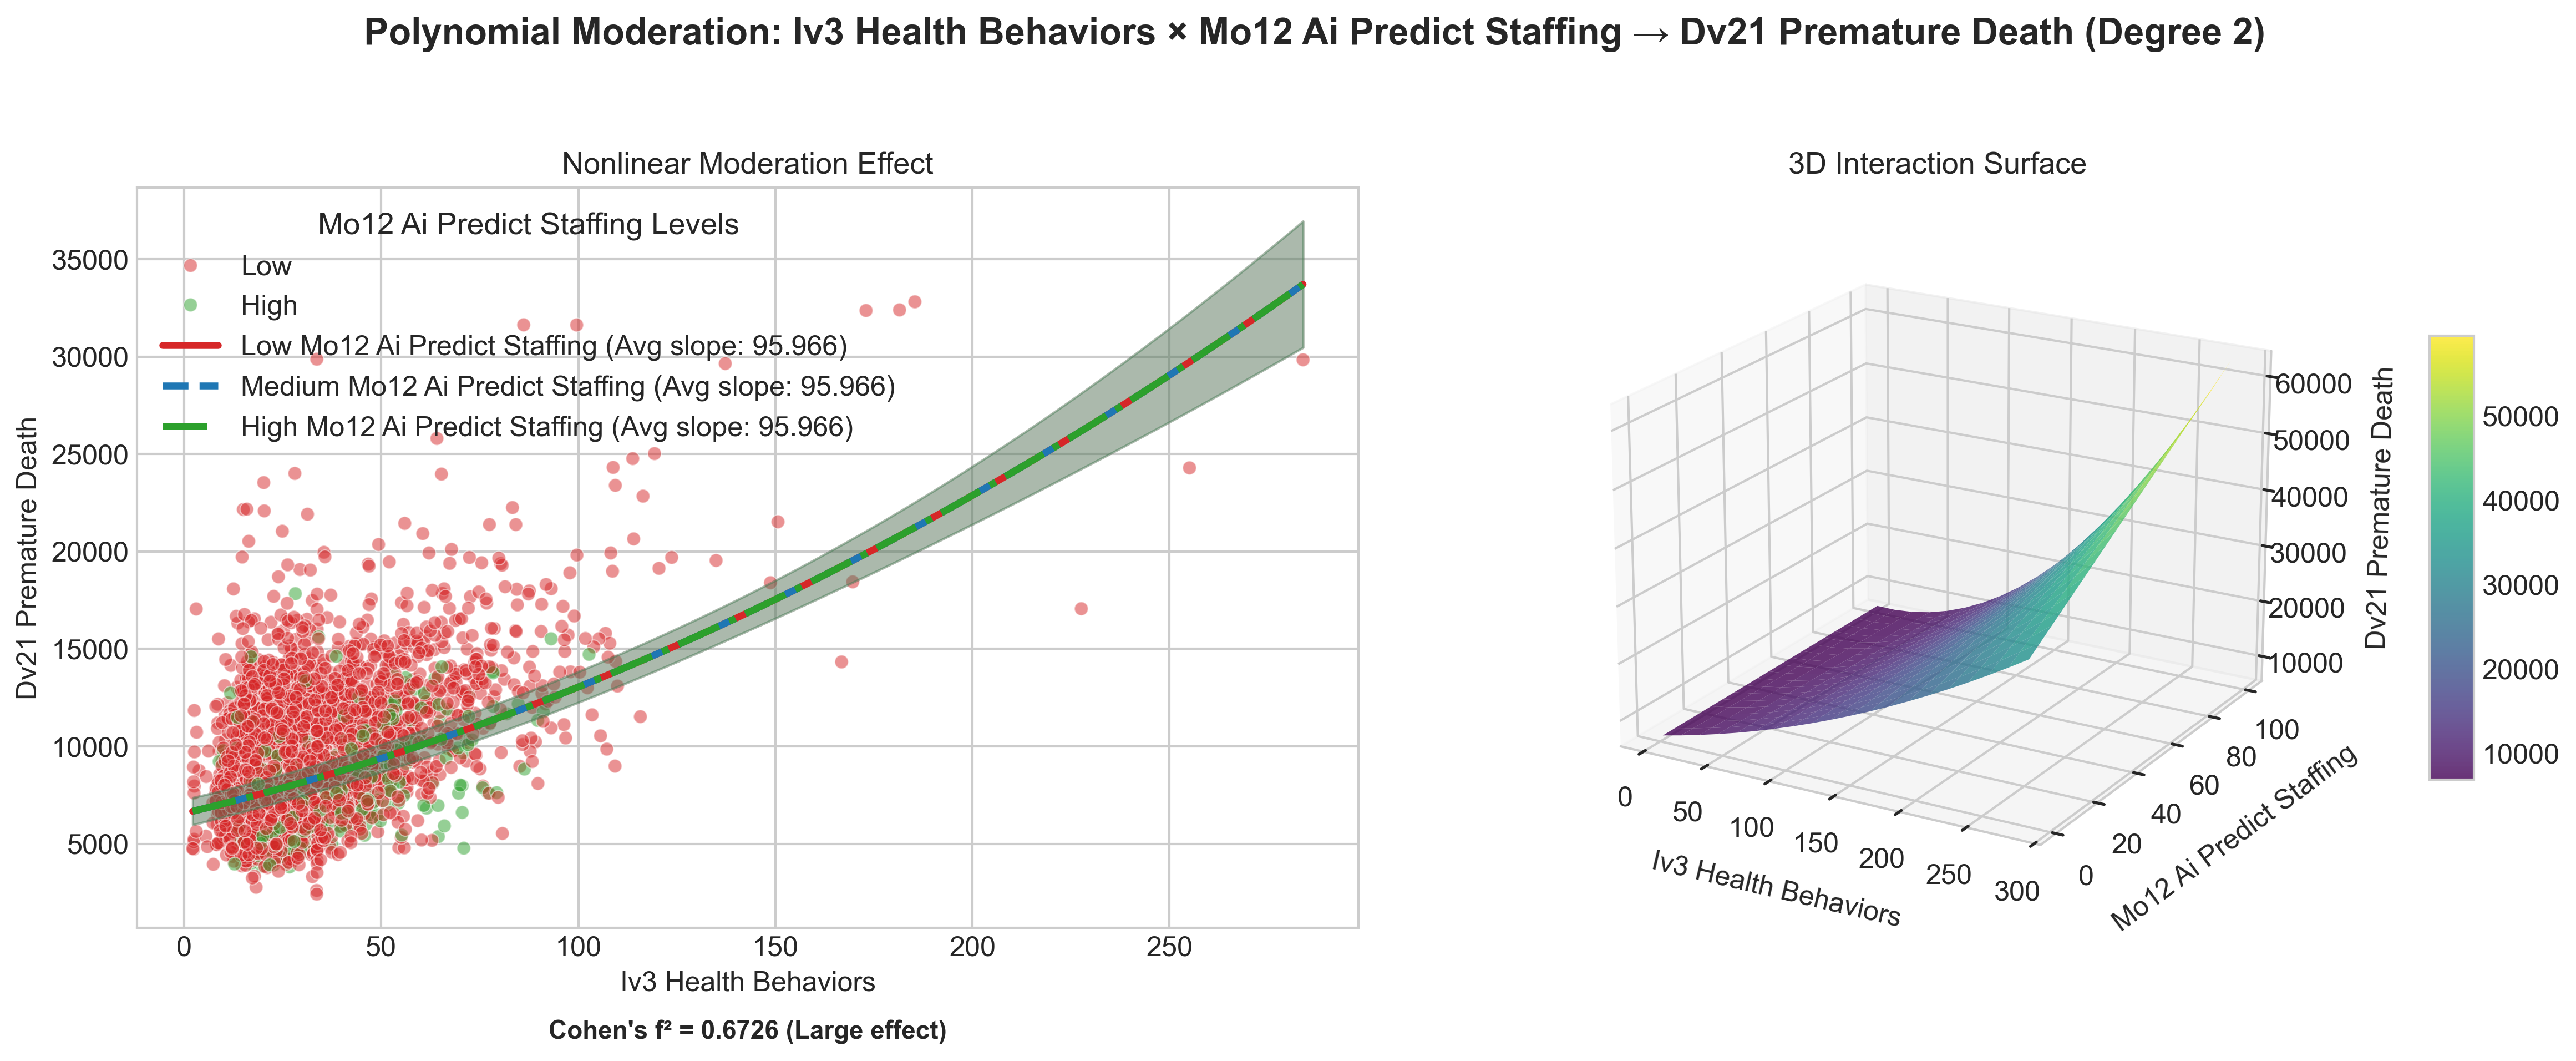 Polynomial Moderation: Iv3 Health Behaviors × Mo12 Ai Predict Staffing → Dv21 Premature Death (Degree 2)
Nonlinear Moderation Effect
Mo12 Ai Predict Staffing Levels
Low
High
Low Mo12 Ai Predict Staffing (Avg slope: 95.966)
Medium Mo12 Ai Predict Staffing (Avg slope: 95.966)
High Mo12 Ai Predict Staffing (Avg slope: 95.966)
Dv21 Premature Death
35000
30000
25000
20000
15000
10000
5000
0
50
100
150
200
250
Iv3 Health Behaviors
Cohen's f² = 0.6726 (Large effect)
3D Interaction Surface
0
50
100
150
200
250
300
Iv3 Health Behaviors
0
20
40
60
80
100
Mo12 Ai Predict Staffing
60000
50000
40000
30000
20000
10000
Dv21 Premature Death
50000
40000
30000
20000
10000